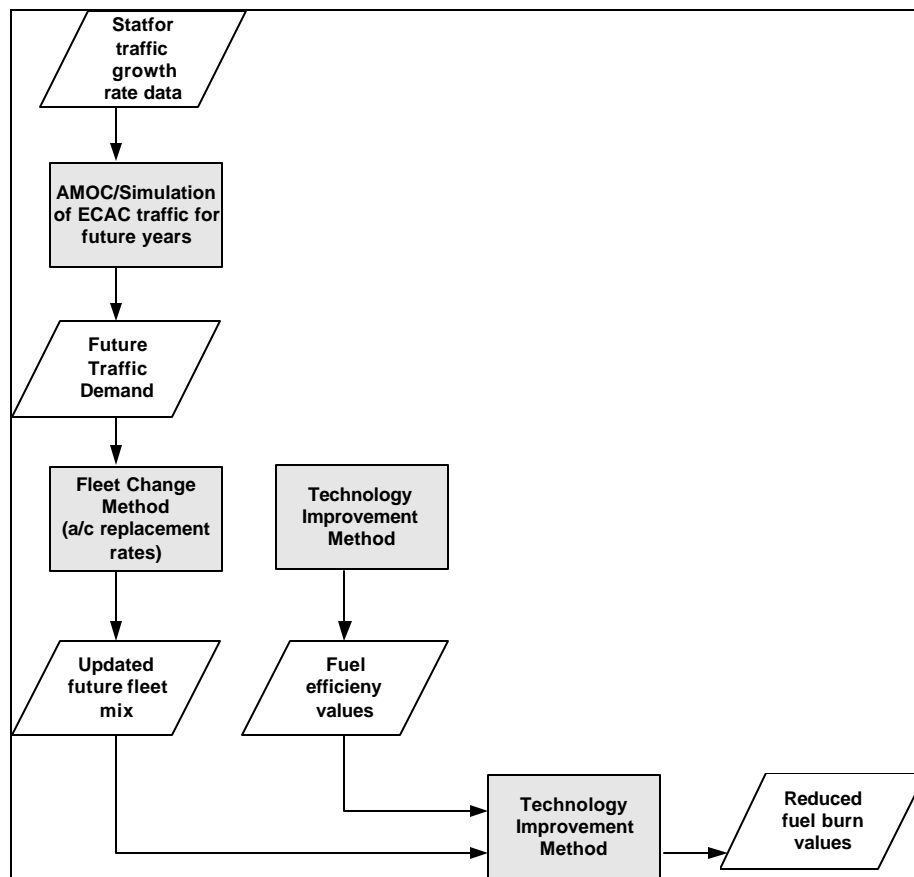 Statfor
traffic
growth
rate data
AMOC/Simulation
of ECAC traffic for
future years
Future
Traffic
Demand
Fleet Change
Method
(a/c replacement
rates)
Technology
Improvement
Method
Updated
future fleet
mix
Fuel
efficieny
values
Technology
Improvement
Method
Reduced
fuel burn
values